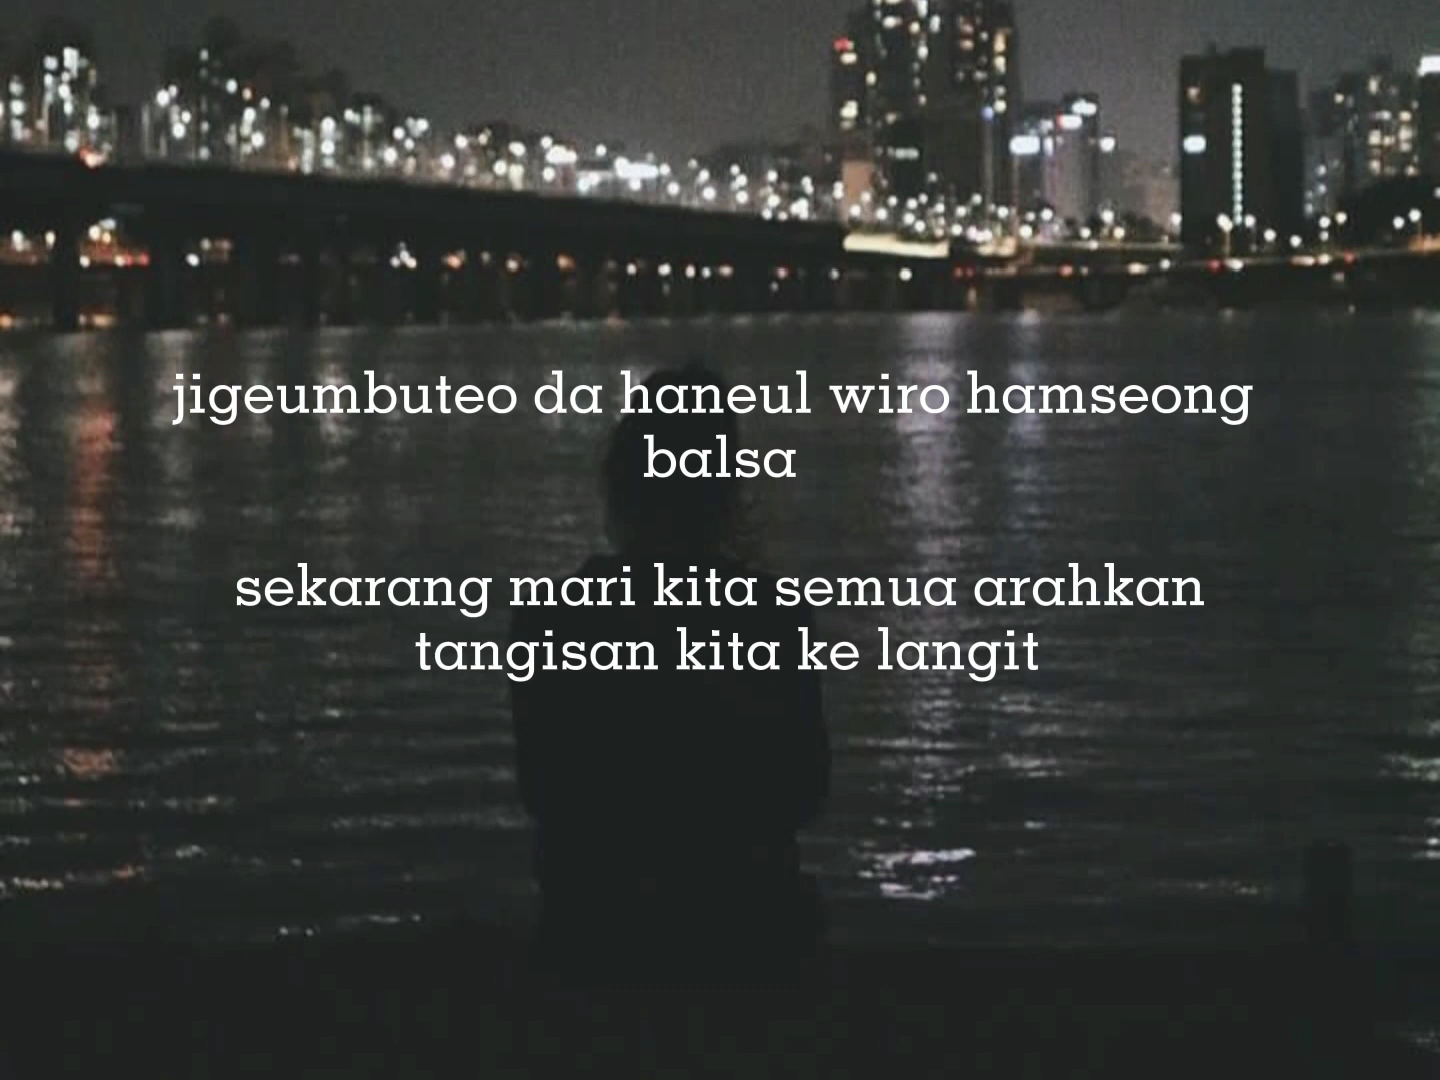 jigeumbuteo da haneul wiro hamseong
balsa
sekarang mari kita semua arahkan
tangisan kita ke langit